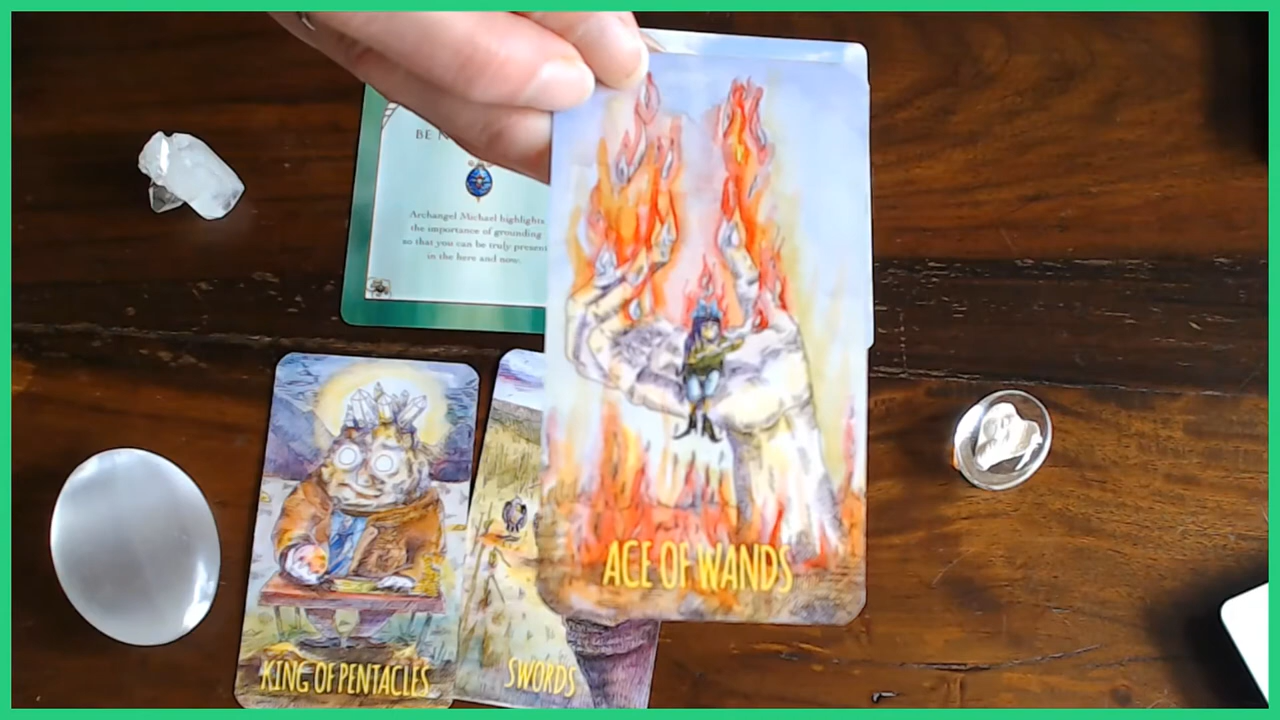 BE
Archangel Michael highlights
the importance of grounding
so that you can be truly present
in the here and now.
ACE OF WANDS
KING OF PENTACLES
SWORDS